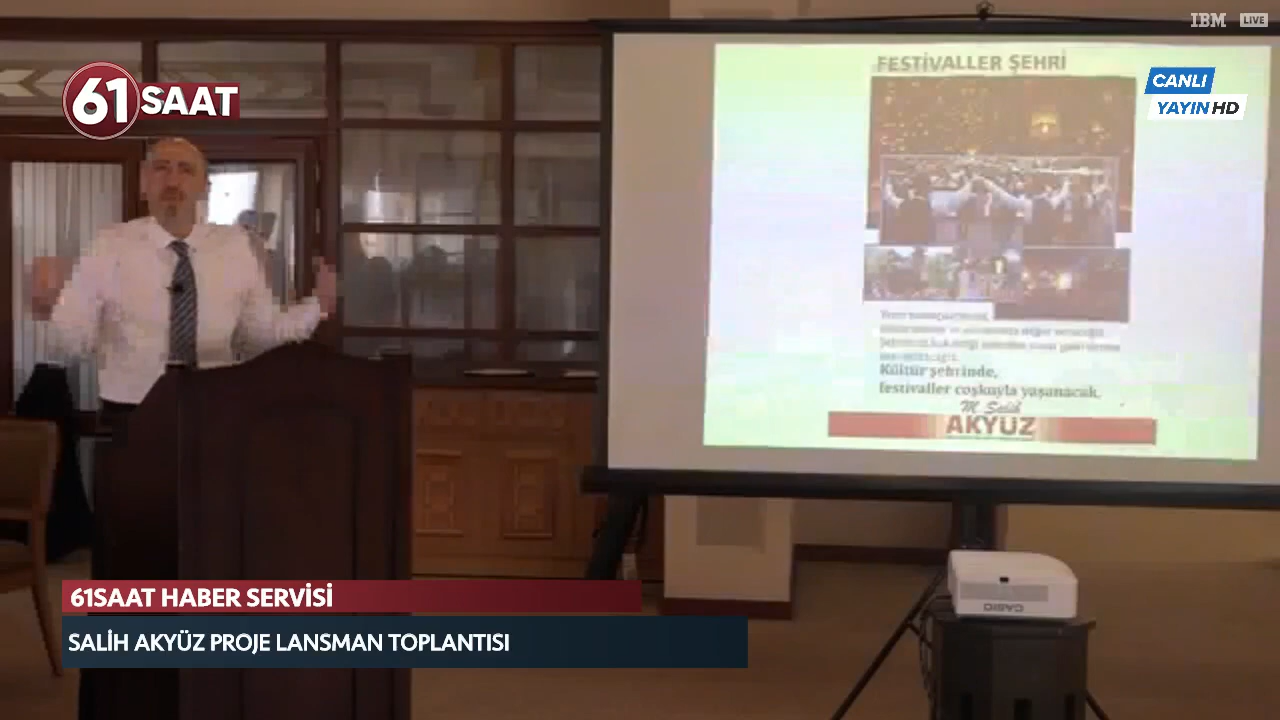 IBM LIVE
61SAAT
CANLI
YAYIN HD
FESTİVALLER ŞEHRİ
Kültür şehrinde,
festivaller coşkuyla yaşanacak.
M. Salih
AKYÜZ
CASIO
61SAAT HABER SERVİSİ
SALİH AKYÜZ PROJE LANSMAN TOPLANTISI